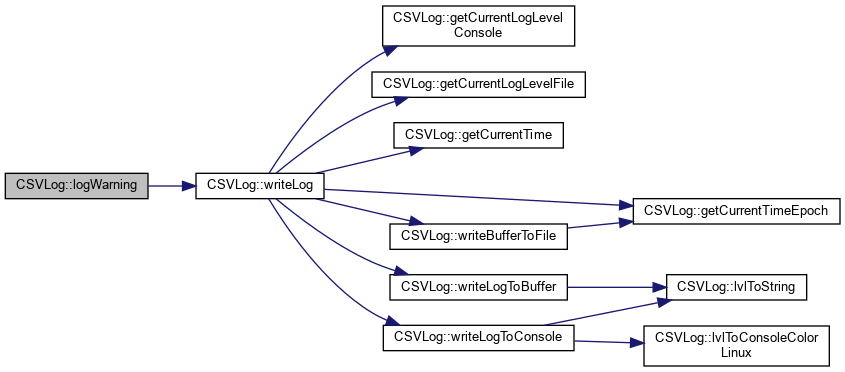 CSVLog::logWarning
CSVLog::writeLog
CSVLog::getCurrentLogLevel
Console
CSVLog::getCurrentLogLevelFile
CSVLog::getCurrentTime
CSVLog::writeBufferToFile
CSVLog::writeLogToBuffer
CSVLog::writeLogToConsole
CSVLog::getCurrentTimeEpoch
CSVLog::lvlToString
CSVLog::lvlToConsoleColor
Linux